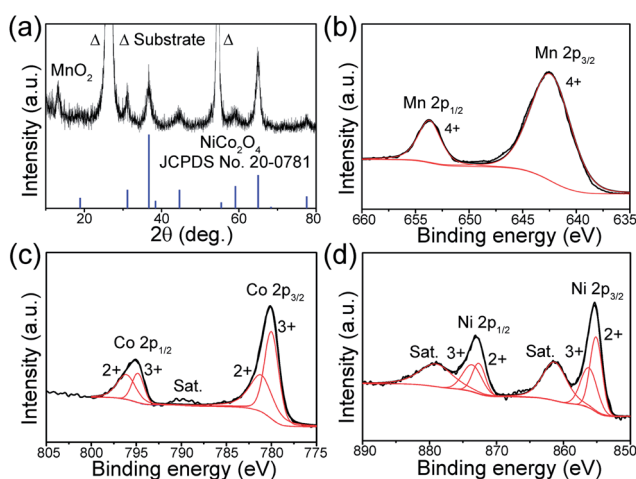 (a)
Δ Δ Substrate Δ
MnO₂
NiCo₂O₄
JCPDS No. 20-0781
Intensity (a.u.)
20 40 60 80
2θ (deg.)
(b)
Mn 2p₃/₂
4+
Mn 2p₁/₂
4+
Intensity (a.u.)
660 655 650 645 640 635
Binding energy (eV)
(c)
Co 2p₃/₂
3+
Co 2p₁/₂
2+ 3+
Sat.
2+
Intensity (a.u.)
805 800 795 790 785 780 775
Binding energy (eV)
(d)
Ni 2p₃/₂
Ni 2p₁/₂
2+
Sat. 3+ 2+ Sat. 3+
Intensity (a.u.)
890 880 870 860 850
Binding energy (eV)